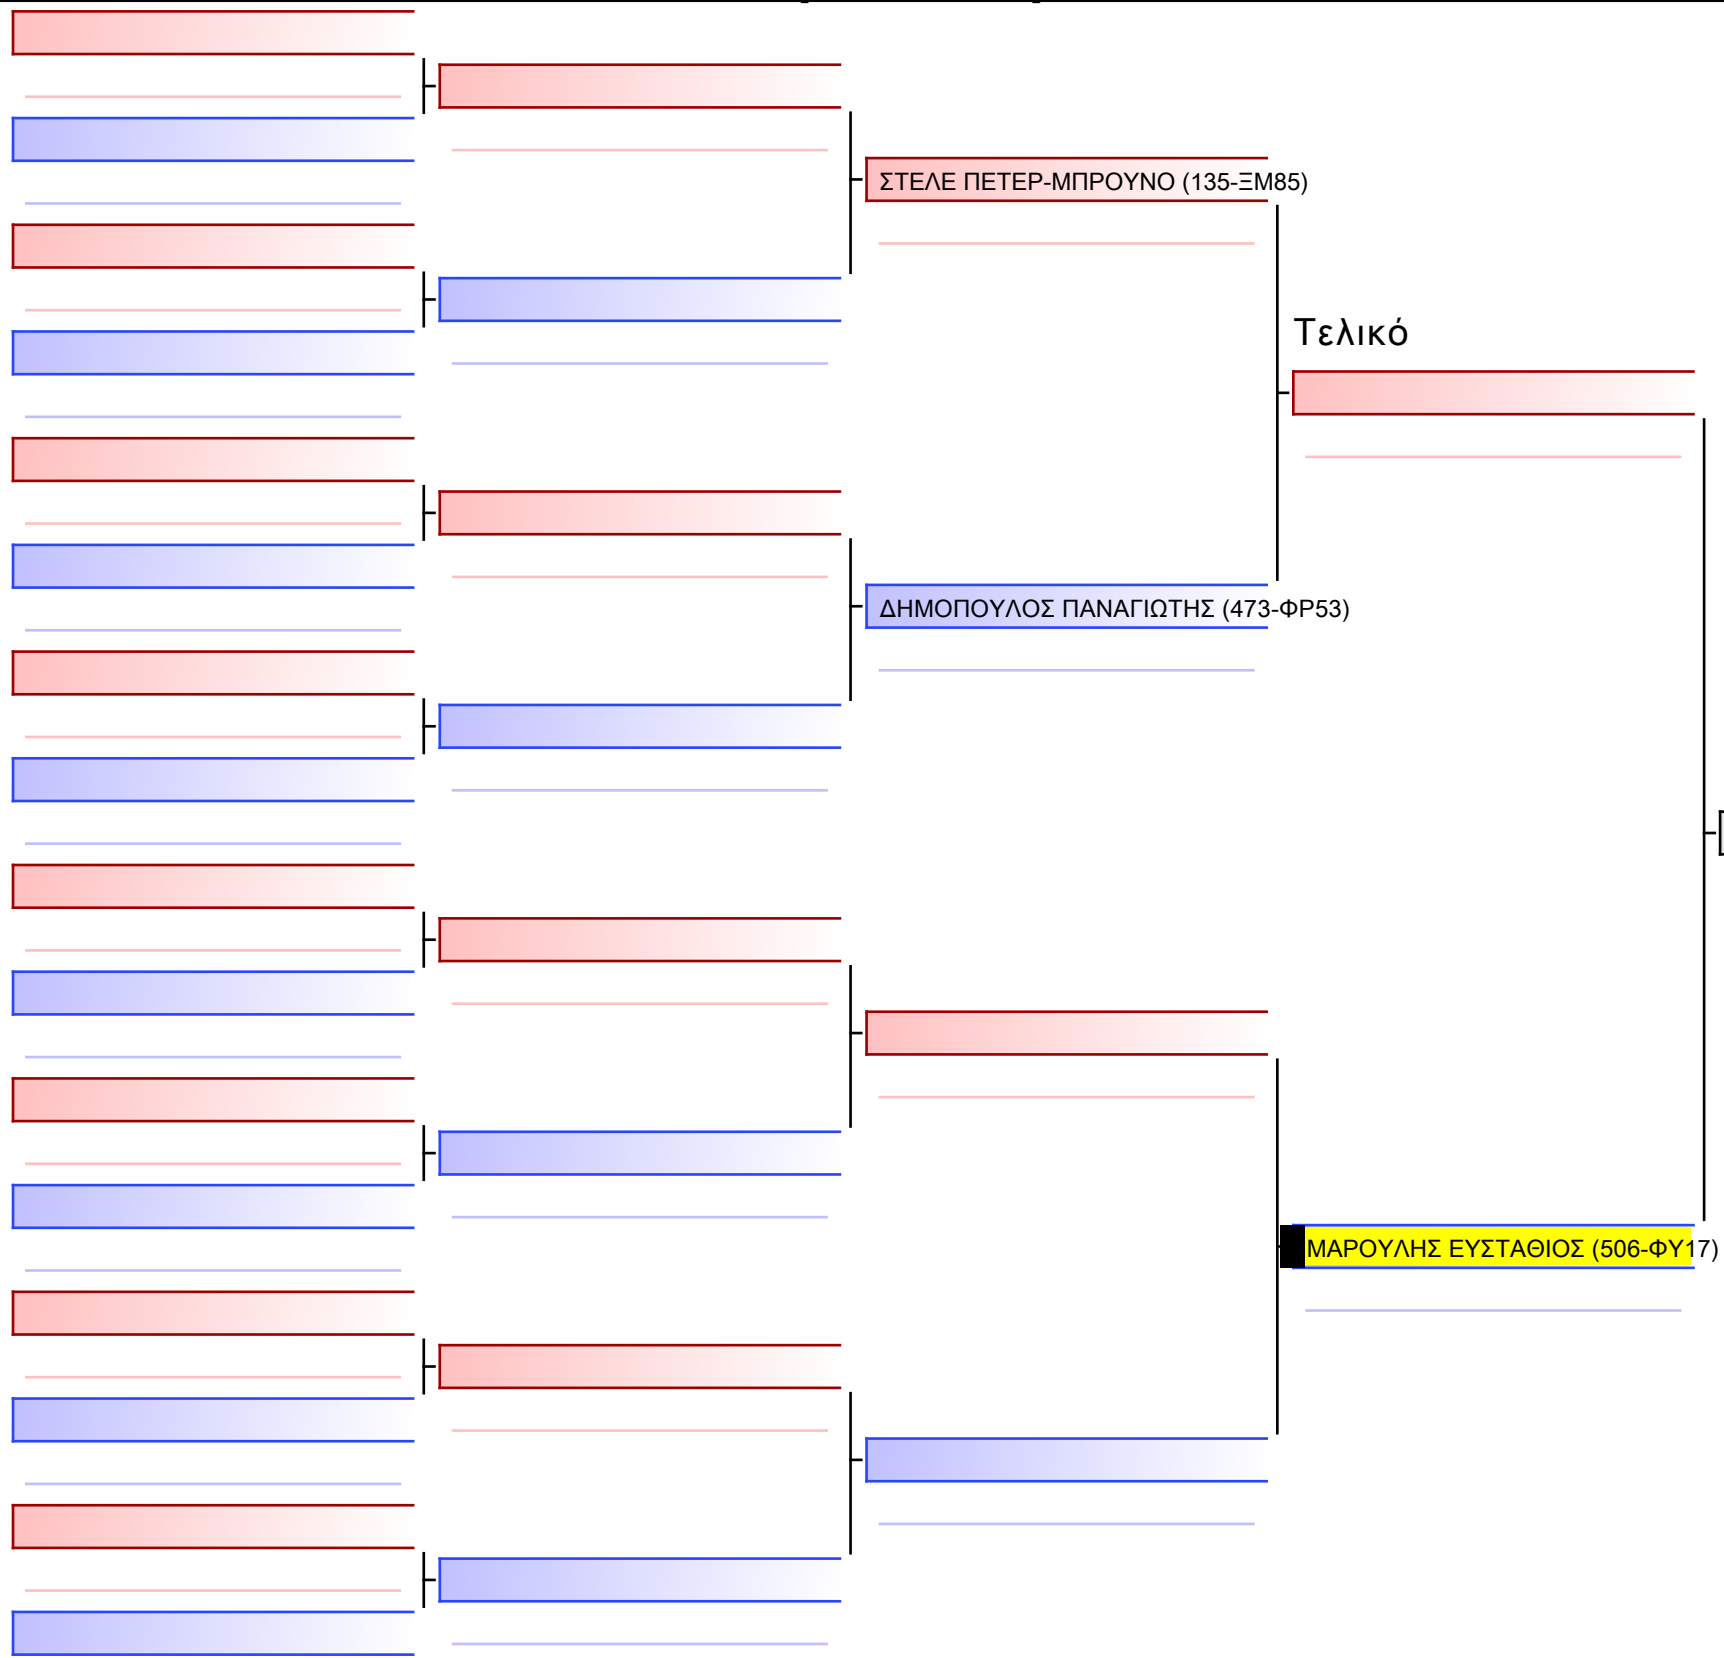 ΣΤΕΛΕ ΠΕΤΕΡ-ΜΠΡΟΥΝΟ (135-ΞΜ85)
Τελικό
ΔΗΜΟΠΟΥΛΟΣ ΠΑΝΑΓΙΩΤΗΣ (473-ΦΡ53)
ΜΑΡΟΥΛΗΣ ΕΥΣΤΑΘΙΟΣ (506-ΦΥ17)